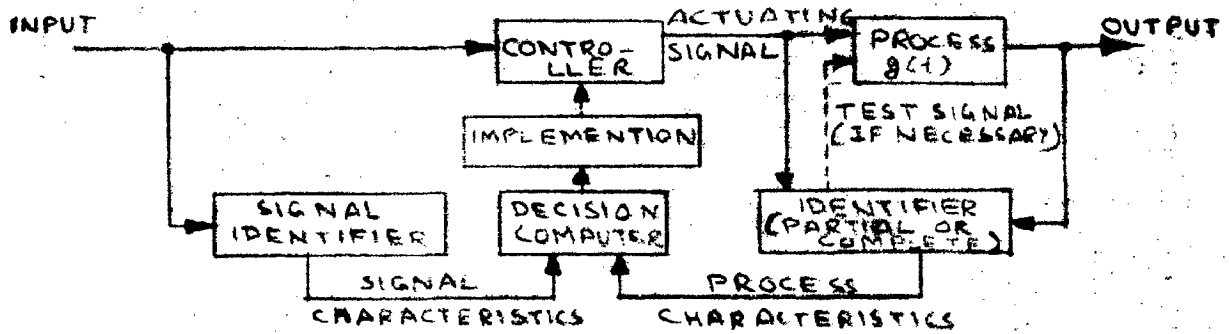 INPUT
CONTRO-
LLER
ACTUATING
SIGNAL
PROCESS
g(t)
OUTPUT
IMPLEMENTION
TEST SIGNAL
(IF NECESSARY)
SIGNAL
IDENTIFIER
DECISION
COMPUTER
IDENTIFIER
(PARTIAL OR
COMPLETE)
SIGNAL
CHARACTERISTICS
PROCESS
CHARACTERISTICS